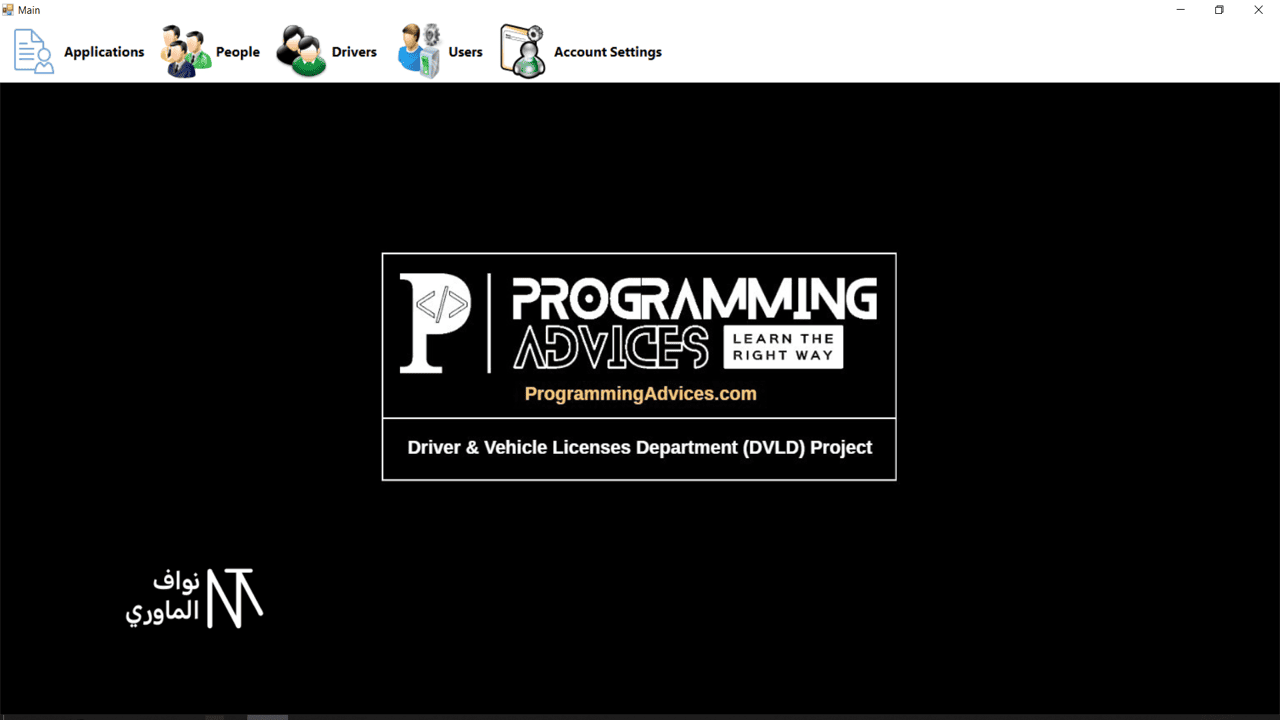 Main
Applications
People
Drivers
Users
Account Settings
P </>
PROGRAMMING
ADVICES
LEARN THE
RIGHT WAY
ProgrammingAdvices.com
Driver & Vehicle Licenses Department (DVLD) Project
نواف
الماوري